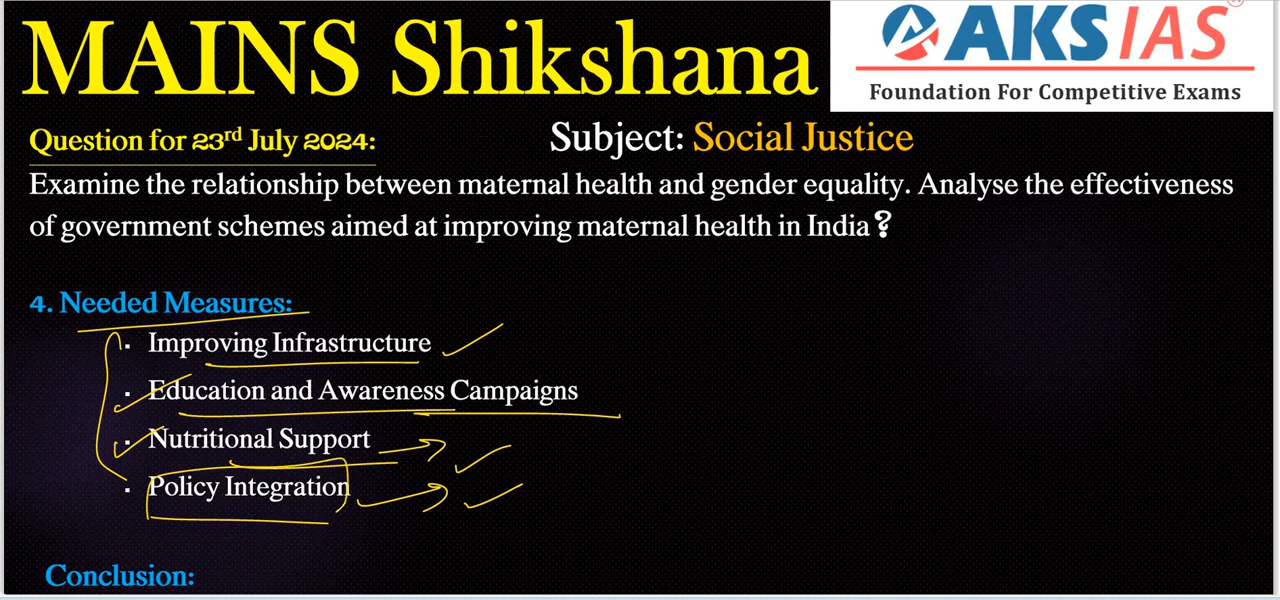 MAINS Shikshana
AKS IAS
®
Foundation For Competitive Exams
Question for 23rd July 2024:
Subject: Social Justice
Examine the relationship between maternal health and gender equality. Analyse the effectiveness
of government schemes aimed at improving maternal health in India?
4. Needed Measures:
▪ Improving Infrastructure
▪ Education and Awareness Campaigns
▪ Nutritional Support
▪ Policy Integration
Conclusion: